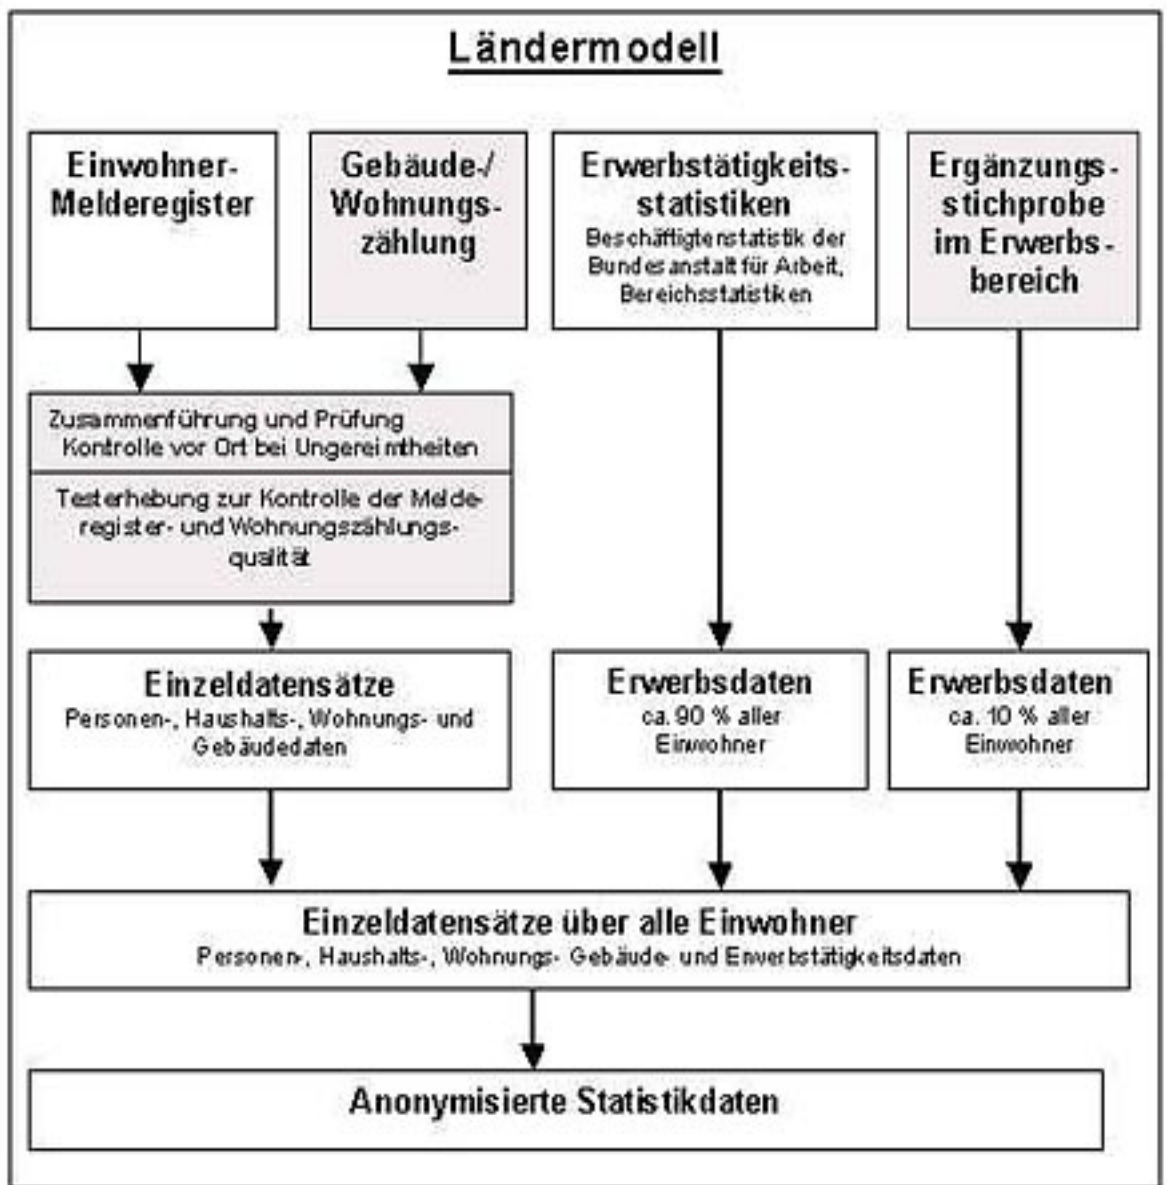 Ländermodell
Einwohner-
Melderegister
Gebäude-/
Wohnungs-
zählung
Erwerbstätigkeits-
statistiken
Beschäftigtenstatistik der
Bundesanstalt für Arbeit,
Bereichsstatistiken
Ergänzungs-
stichprobe
im Erwerbs-
bereich
Zusammenführung und Prüfung
Kontrolle vor Ort bei Ungereimtheiten
Testerhebung zur Kontrolle der Melde-
register- und Wohnungszählungs-
qualität
Einzeldatensätze
Personen-, Haushalts-, Wohnungs- und
Gebäudedaten
Erwerbsdaten
ca. 90 % aller
Einwohner
Erwerbsdaten
ca. 10 % aller
Einwohner
Einzeldatensätze über alle Einwohner
Personen-, Haushalts-, Wohnungs- Gebäude- und Erwerbstätigkeitsdaten
Anonymisierte Statistikdaten